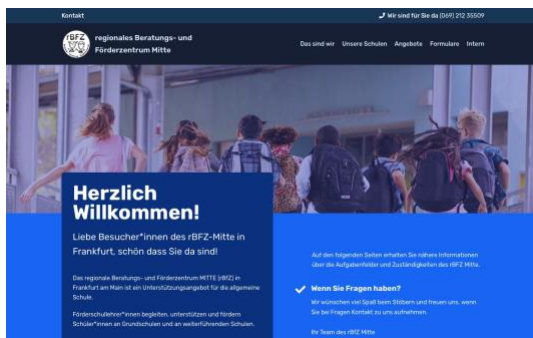 Kontakt
Wir sind für Sie da (069) 212 35509
rBFZ
regionales Beratungs- und
Förderzentrum Mitte
Das sind wir Unsere Schulen Angebote Formulare Intern
Herzlich
Willkommen!
Liebe Besucher*innen des rBFZ-Mitte in
Frankfurt, schön dass Sie da sind!
Das regionale Beratungs- und Förderzentrum MITTE (rBfZ) in
Frankfurt am Main ist ein Unterstützungsangebot für die allgemeine
Schule.
Förderschullehrer*innen begleiten, unterstützen und fördern
Schüler*innen an Grundschulen und an weiterführenden Schulen.
Auf den folgenden Seiten erhalten Sie nähere Informationen
über die Aufgabenfelder und Zuständigkeiten des rBFZ Mitte.
Wenn Sie Fragen haben?
Wir wünschen viel Spaß beim Stöbern und freuen uns, wenn
Sie bei Fragen Kontakt zu uns aufnehmen.
Ihr Team des rBfZ Mitte